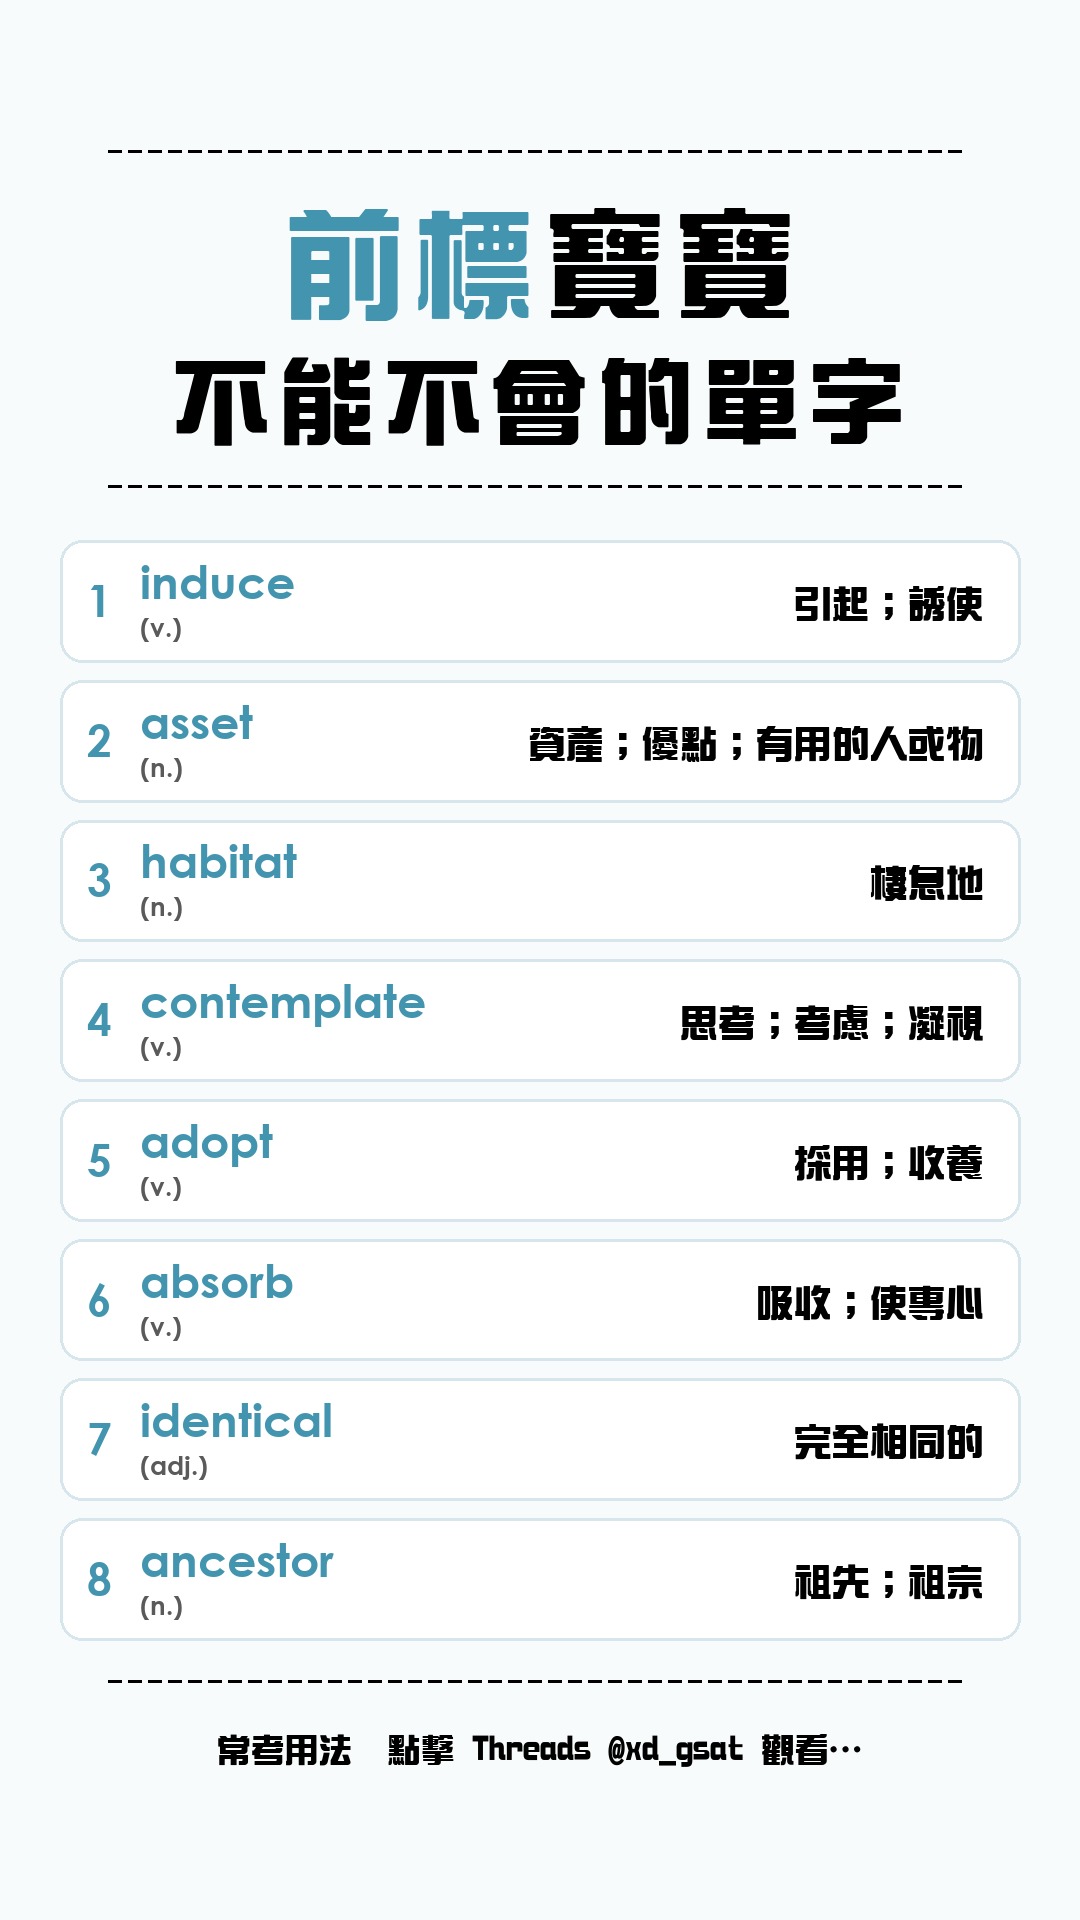 前標寶寶
不能不會的單字
1 induce 引起；誘使
(v.)
2 asset 資產；優點；有用的人或物
(n.)
3 habitat 棲息地
(n.)
4 contemplate 思考；考慮；凝視
(v.)
5 adopt 採用；收養
(v.)
6 absorb 吸收；使專心
(v.)
7 identical 完全相同的
(adj.)
8 ancestor 祖先；祖宗
(n.)
常考用法 點擊 Threads @xd_gsat 觀看…